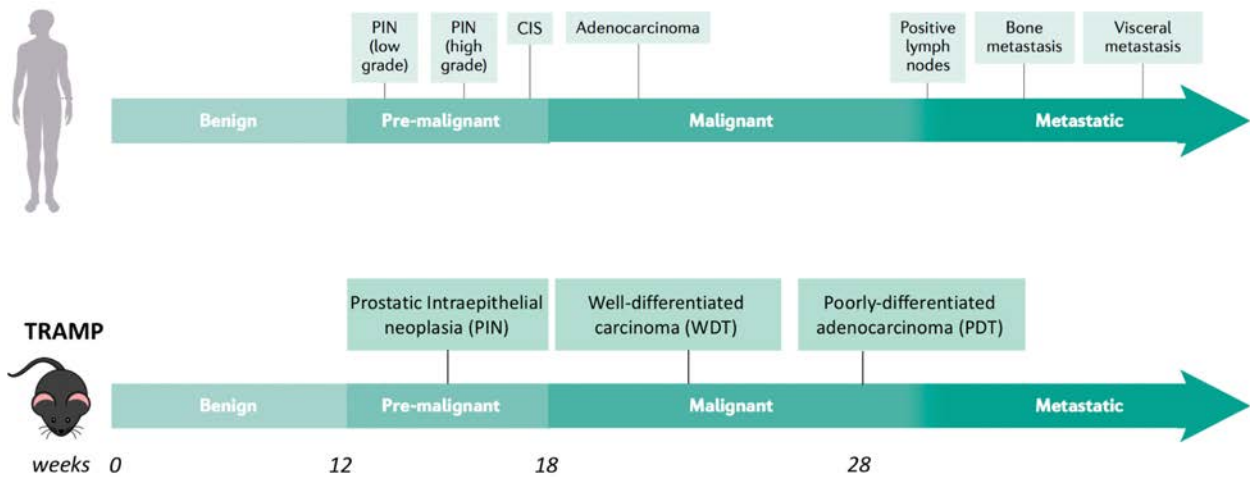 PIN
(low
grade)
PIN
(high
grade)
CIS
Adenocarcinoma
Positive
lymph
nodes
Bone
metastasis
Visceral
metastasis
Benign
Pre-malignant
Malignant
Metastatic
Prostatic Intraepithelial
neoplasia (PIN)
Well-differentiated
carcinoma (WDT)
Poorly-differentiated
adenocarcinoma (PDT)
TRAMP
Benign
Pre-malignant
Malignant
Metastatic
weeks 0 12 18 28